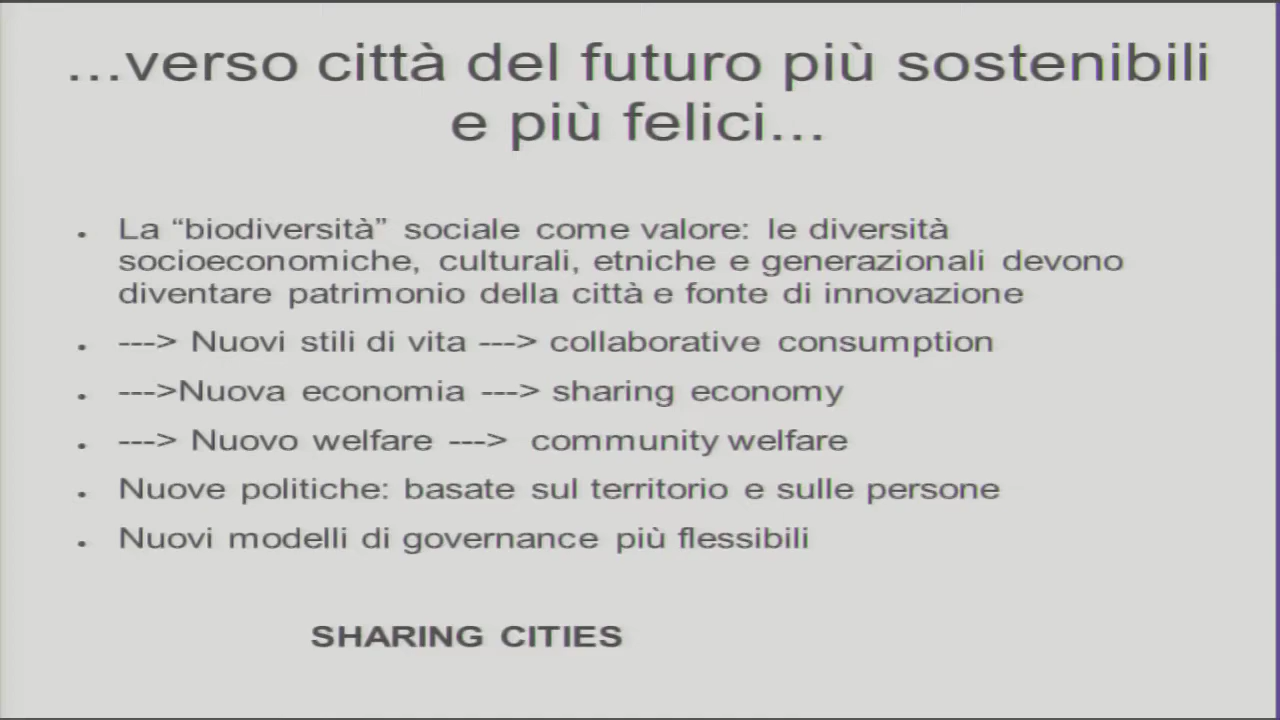 ...verso città del futuro più sostenibili
e più felici...
. La “biodiversità” sociale come valore: le diversità
socioeconomiche, culturali, etniche e generazionali devono
diventare patrimonio della città e fonte di innovazione
. ---> Nuovi stili di vita ---> collaborative consumption
. --->Nuova economia ---> sharing economy
. ---> Nuovo welfare ---> community welfare
. Nuove politiche: basate sul territorio e sulle persone
. Nuovi modelli di governance più flessibili
SHARING CITIES